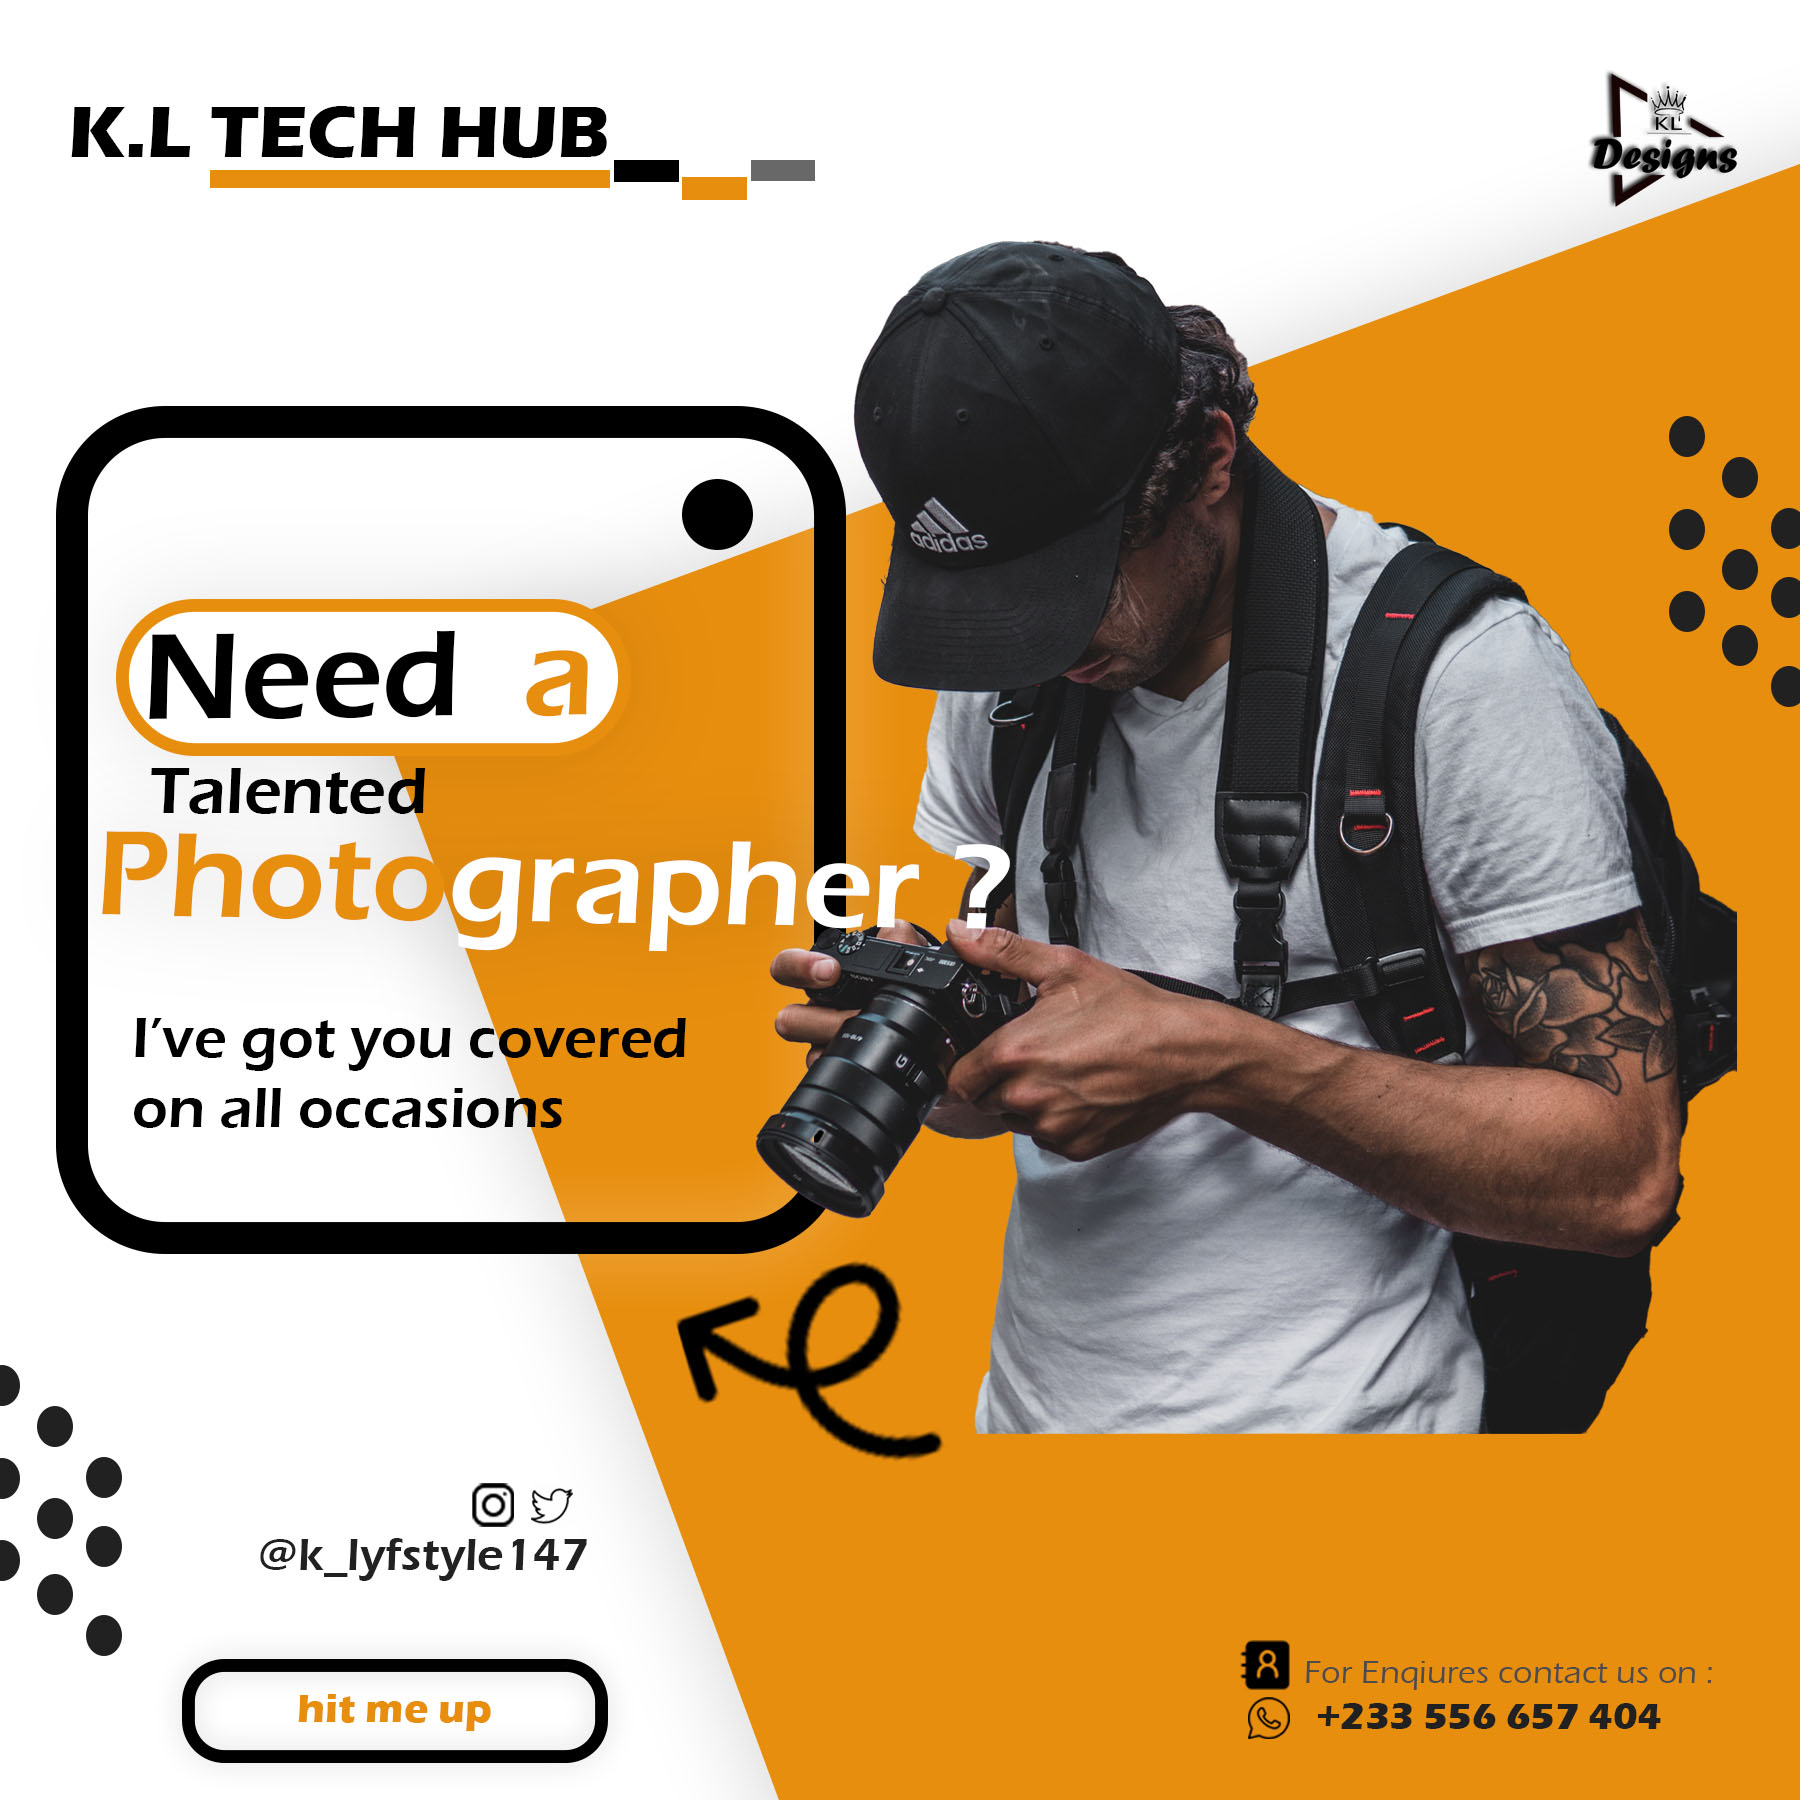 K.L TECH HUB
KL
Designs
adidas
Need a
Talented
Photographer ?
I've got you covered
on all occasions
@k_lyfstyle147
hit me up
For Enqiures contact us on :
+233 556 657 404